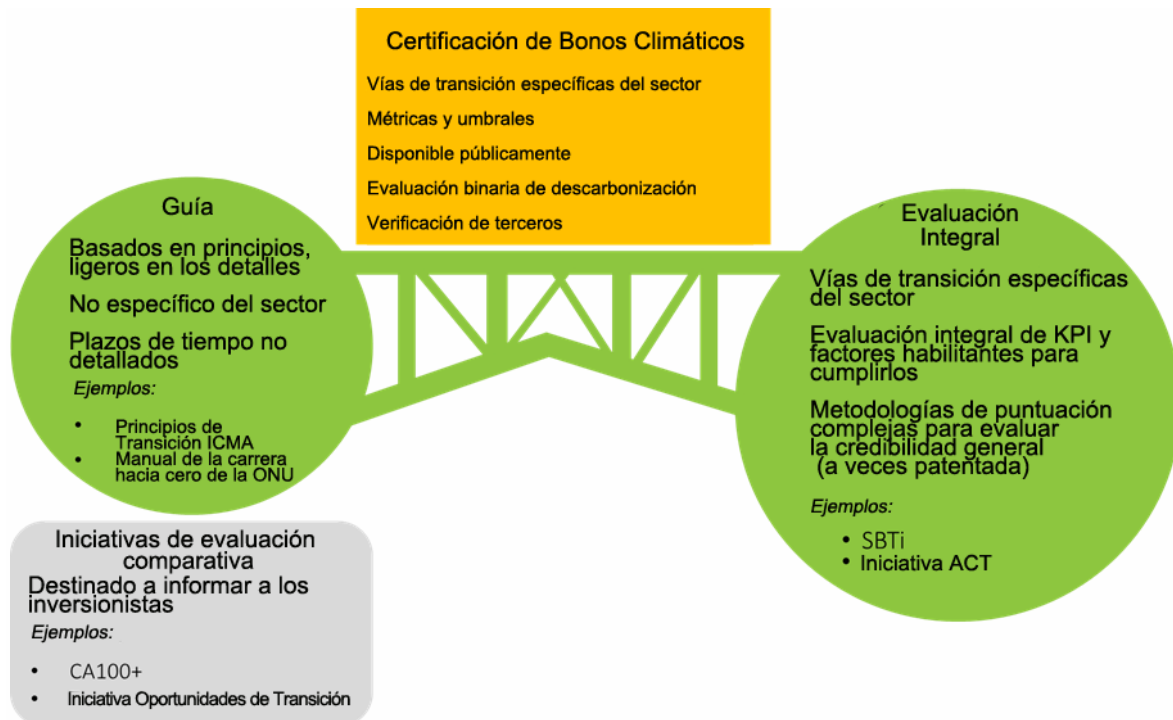 Certificación de Bonos Climáticos
Vías de transición específicas del sector
Métricas y umbrales
Disponible públicamente
Evaluación binaria de descarbonización
Verificación de terceros
Guía
Basados en principios,
ligeros en los detalles
No específico del sector
Plazos de tiempo no
detallados
Ejemplos:
• Principios de
Transición ICMA
• Manual de la carrera
hacia cero de la ONU
Evaluación
Integral
Vías de transición específicas
del sector
Evaluación integral de KPI y
factores habilitantes para
cumplirlos
Metodologías de puntuación
complejas para evaluar
la credibilidad general
(a veces patentada)
Ejemplos:
• SBTi
• Iniciativa ACT
Iniciativas de evaluación
comparativa
Destinado a informar a los
inversionistas
Ejemplos:
• CA100+
• Iniciativa Oportunidades de Transición